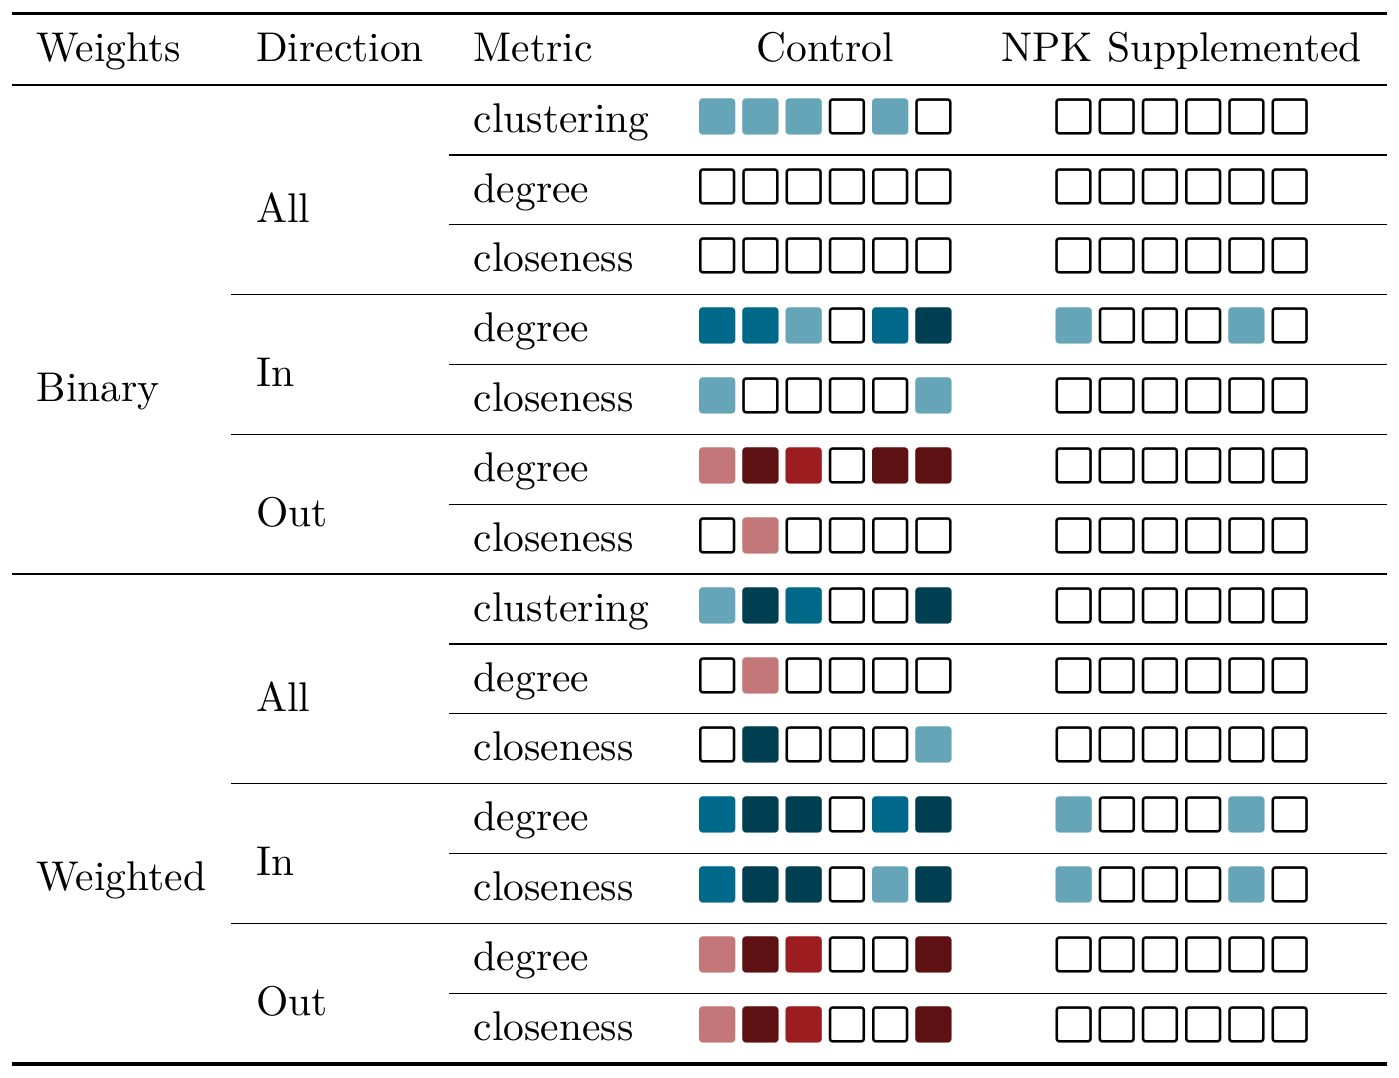 Weights Direction Metric Control NPK Supplemented
clustering
degree
All
closeness
degree
In
Binary
closeness
degree
Out
closeness
clustering
degree
All
closeness
degree
In
Weighted
closeness
degree
Out
closeness